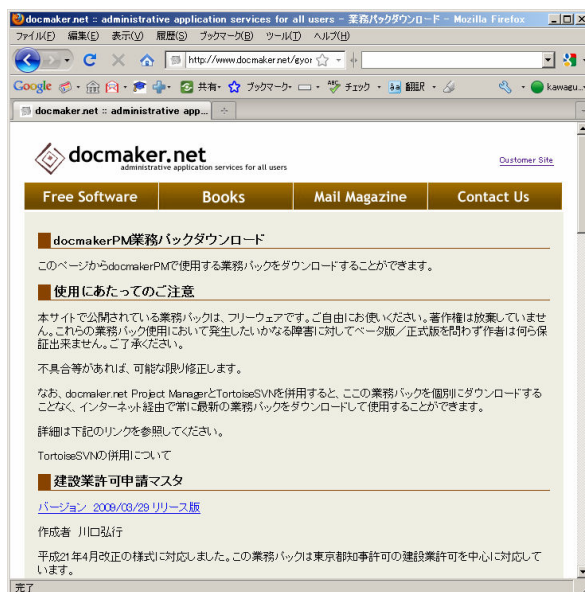 docmaker.net :: administrative application services for all users - 業務パックダウンロード - Mozilla Firefox
ファイル(F) 編集(E) 表示(V) 履歴(S) ブックマーク(B) ツール(T) ヘルプ(H)
http://www.docmaker.net/gyor
Google 共有・ ブックマーク・ チェック・ 翻訳・ kawagu...
docmaker.net :: administrative app...
docmaker.net
administrative application services for all users
Customer Site
Free Software Books Mail Magazine Contact Us
docmakerPM業務パックダウンロード
このページからdocmakerPMで使用する業務パックをダウンロードすることができます。
使用にあたってのご注意
本サイトで公開されている業務パックは、フリーウェアです。ご自由にお使いください。著作権は放棄していませ
ん。これらの業務パック使用において発生したいかなる障害に対してベータ版／正式版を問わず作者は何ら保
証出来ません。ご了承ください。
不具合等があれば、可能な限り修正します。
なお、docmaker.net Project ManagerとTortoiseSVNを併用すると、ここの業務パックを個別にダウンロードする
ことなく、インターネット経由で常に最新の業務パックをダウンロードして使用することができます。
詳細は下記のリンクを参照してください。
TortoiseSVNの併用について
建設業許可申請マスタ
バージョン 2009/03/29リリース版
作成者 川口弘行
平成21年4月改正の様式に対応しました。この業務パックは東京都知事許可の建設業許可を中心に対応して
います。
完了